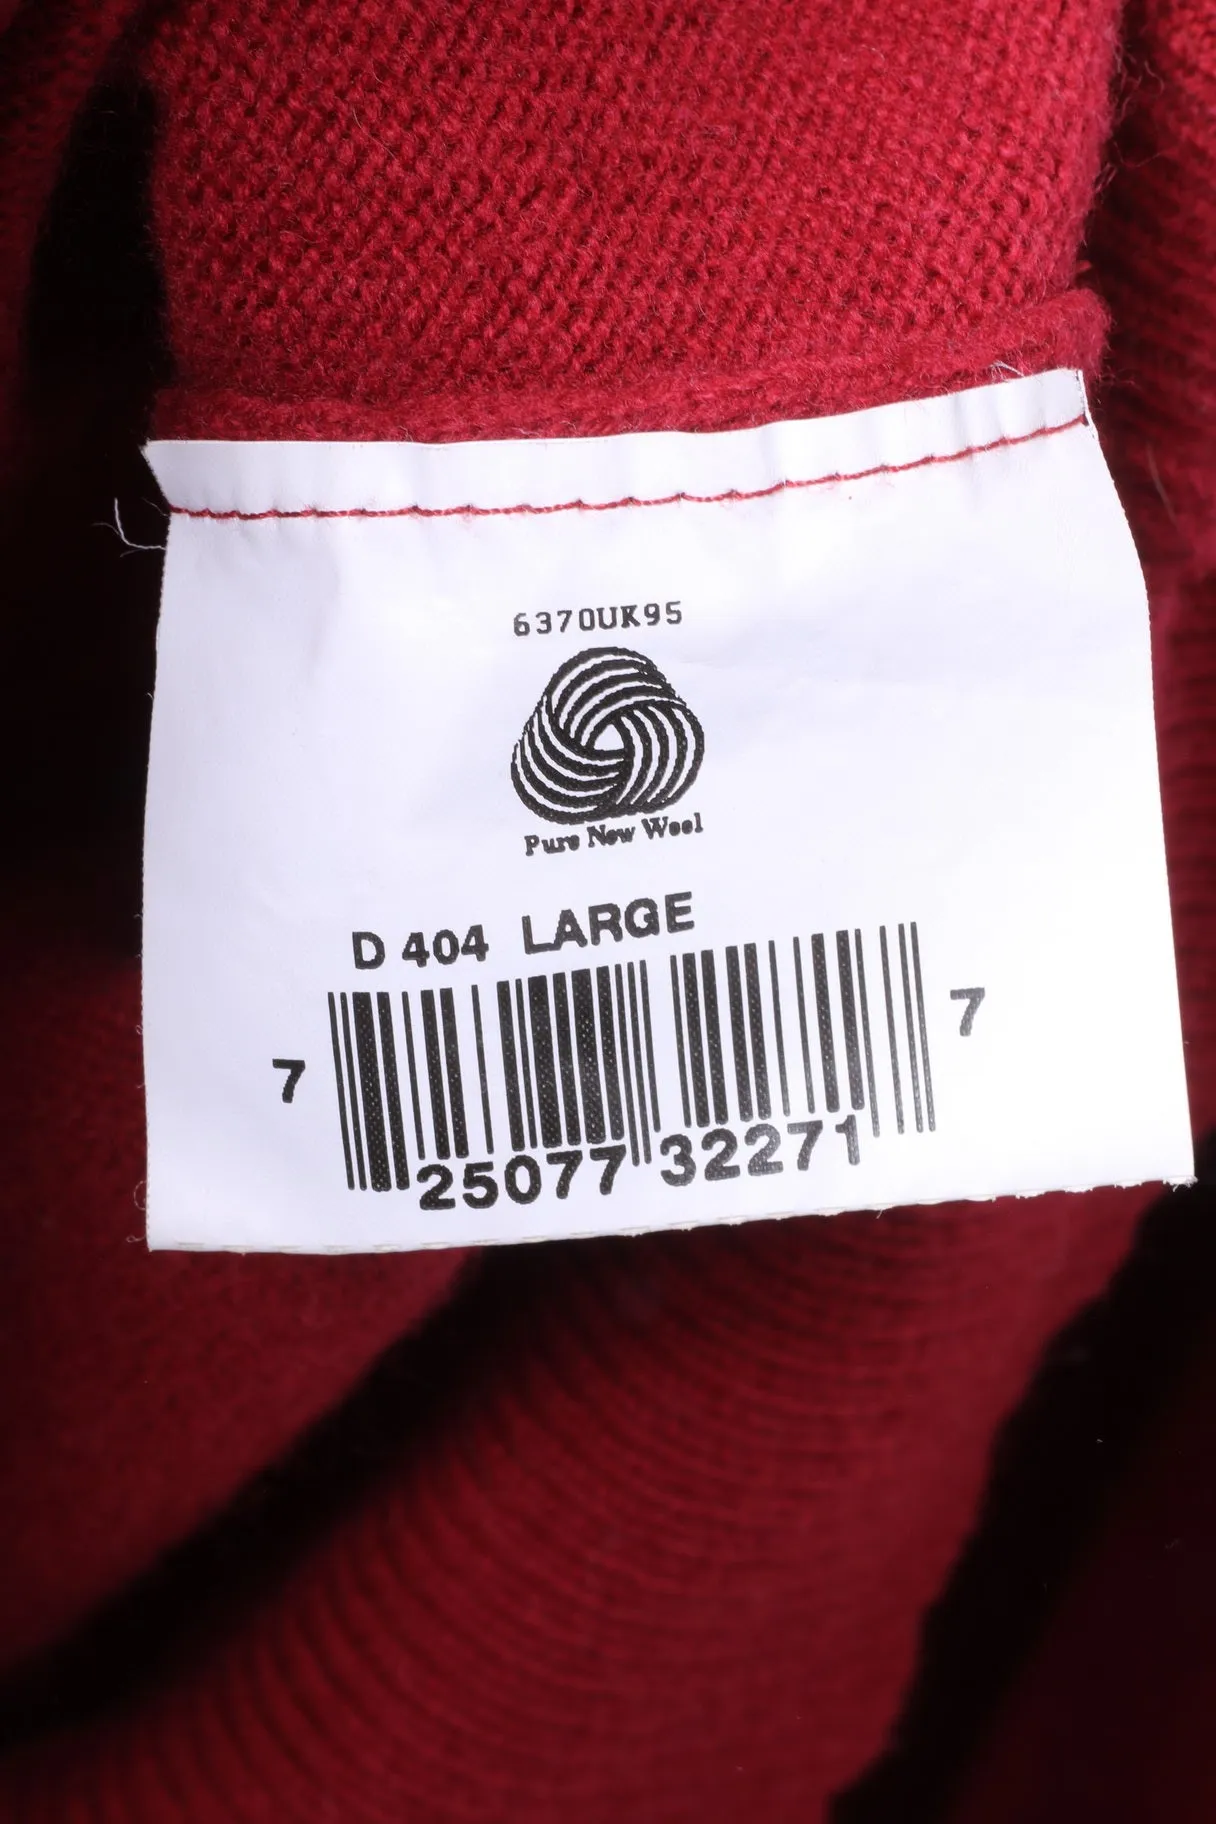 6370UK95
Pure New Wool
D 404 LARGE
7 25077 32271 7